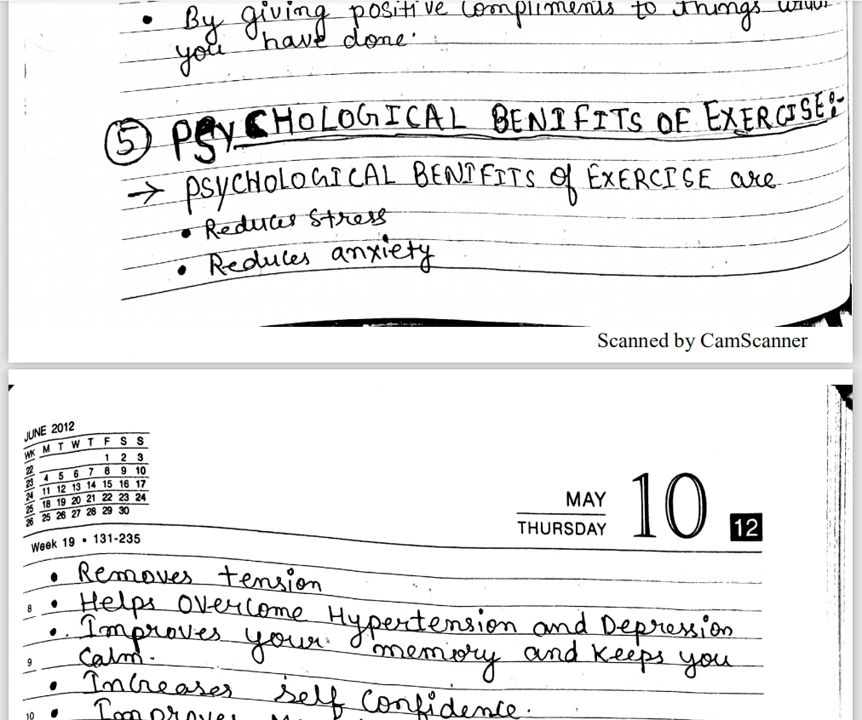 • By giving positive compliments to things
you have done.
⑤ PSYCHOLOGICAL BENIFITS OF EXERCISE:-
→ PSYCHOLOGICAL BENIFITS of EXERCISE are
• Reduces stress
• Reduces anxiety
Scanned by CamScanner
JUNE 2012
WK M T W T F S S
22 1 2 3
23 4 5 6 7 8 9 10
24 11 12 13 14 15 16 17
25 18 19 20 21 22 23 24
26 25 26 27 28 29 30
Week 19 • 131-235
MAY
THURSDAY
10
12
• Removes tension
8 • Helps overcome Hypertension and Depression
• Improves your memory and keeps you
9 calm.
• Increases self confidence.
10 • Improves